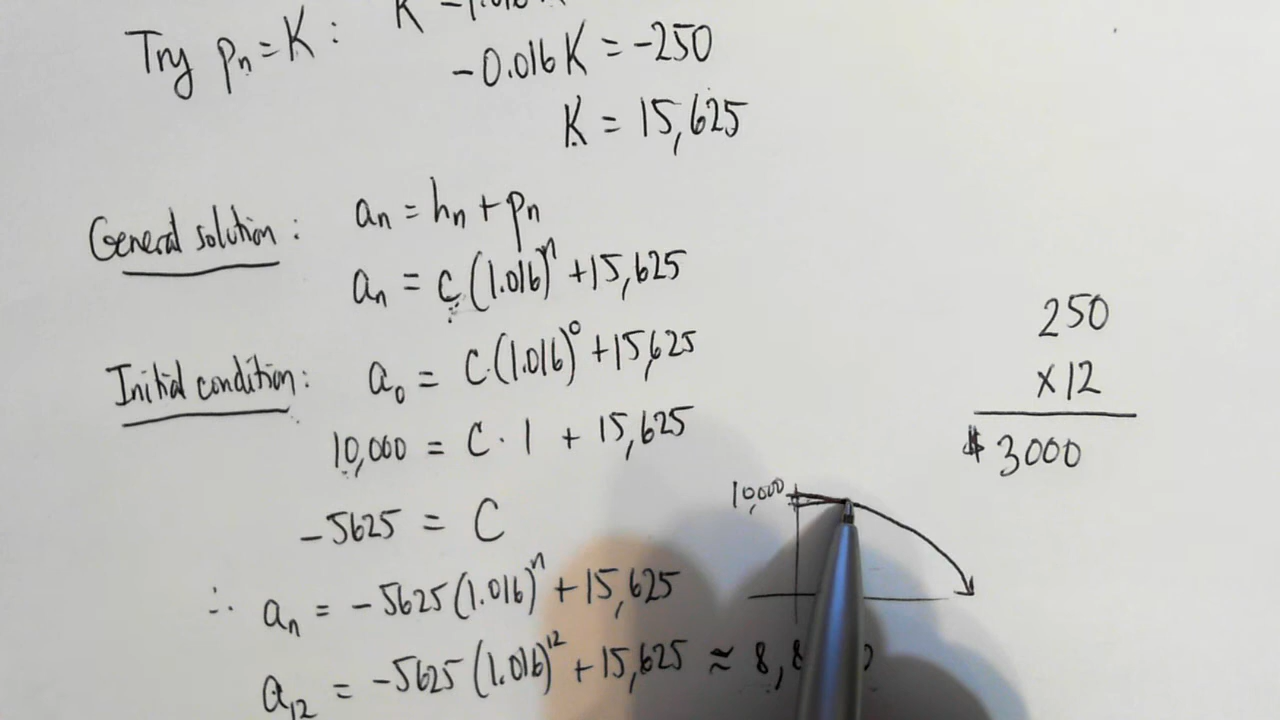 Try pₙ = K :
-0.016K = -250
K = 15,625
General solution : aₙ = hₙ + pₙ
aₙ = C(1.016)ⁿ + 15,625
Initial condition : a₀ = C·(1.016)⁰ + 15,625
10,000 = C · 1 + 15,625
-5625 = C
∴ aₙ = -5625(1.016)ⁿ + 15,625
a₁₂ = -5625(1.016)¹² + 15,625 ≈
250
×12
$3000
10,000